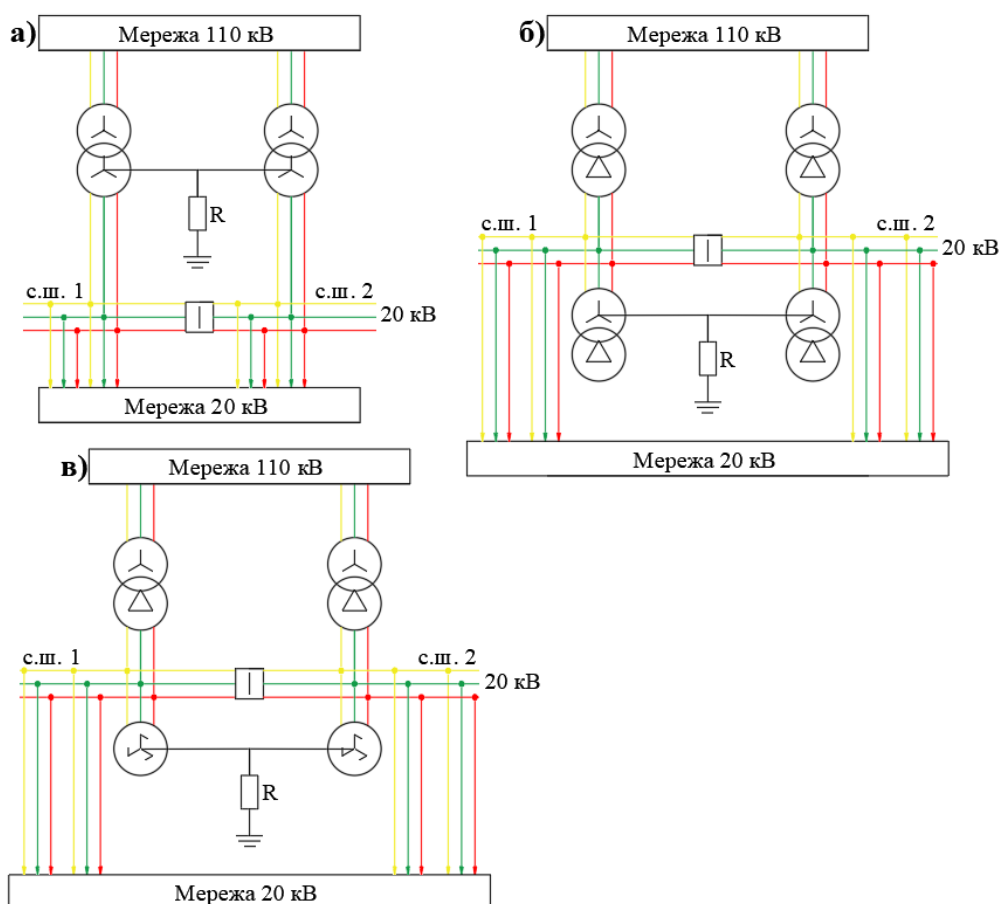 а)
Мережа 110 кВ
R
с.ш. 1
с.ш. 2
20 кВ
Мережа 20 кВ
б)
Мережа 110 кВ
с.ш. 1
с.ш. 2
20 кВ
R
Мережа 20 кВ
в)
Мережа 110 кВ
с.ш. 1
с.ш. 2
20 кВ
R
Мережа 20 кВ